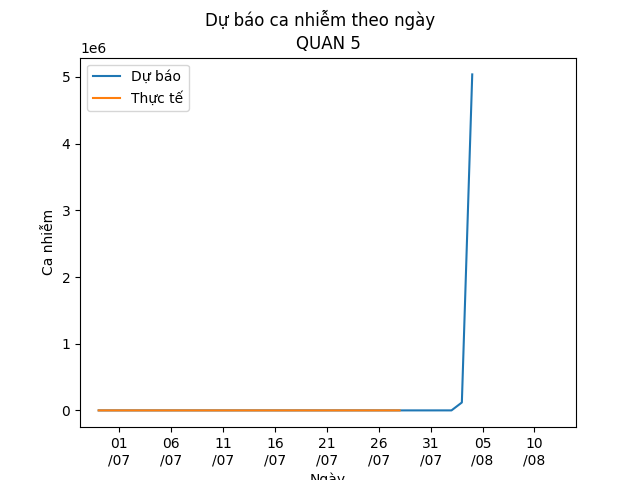 Dự báo ca nhiễm theo ngày
QUAN 5
1e6
Dự báo
Thực tế
5
4
3
2
1
0
Ca nhiễm
01 06 11 16 21 26 31 05 10
/07 /07 /07 /07 /07 /07 /07 /08 /08
Ngày